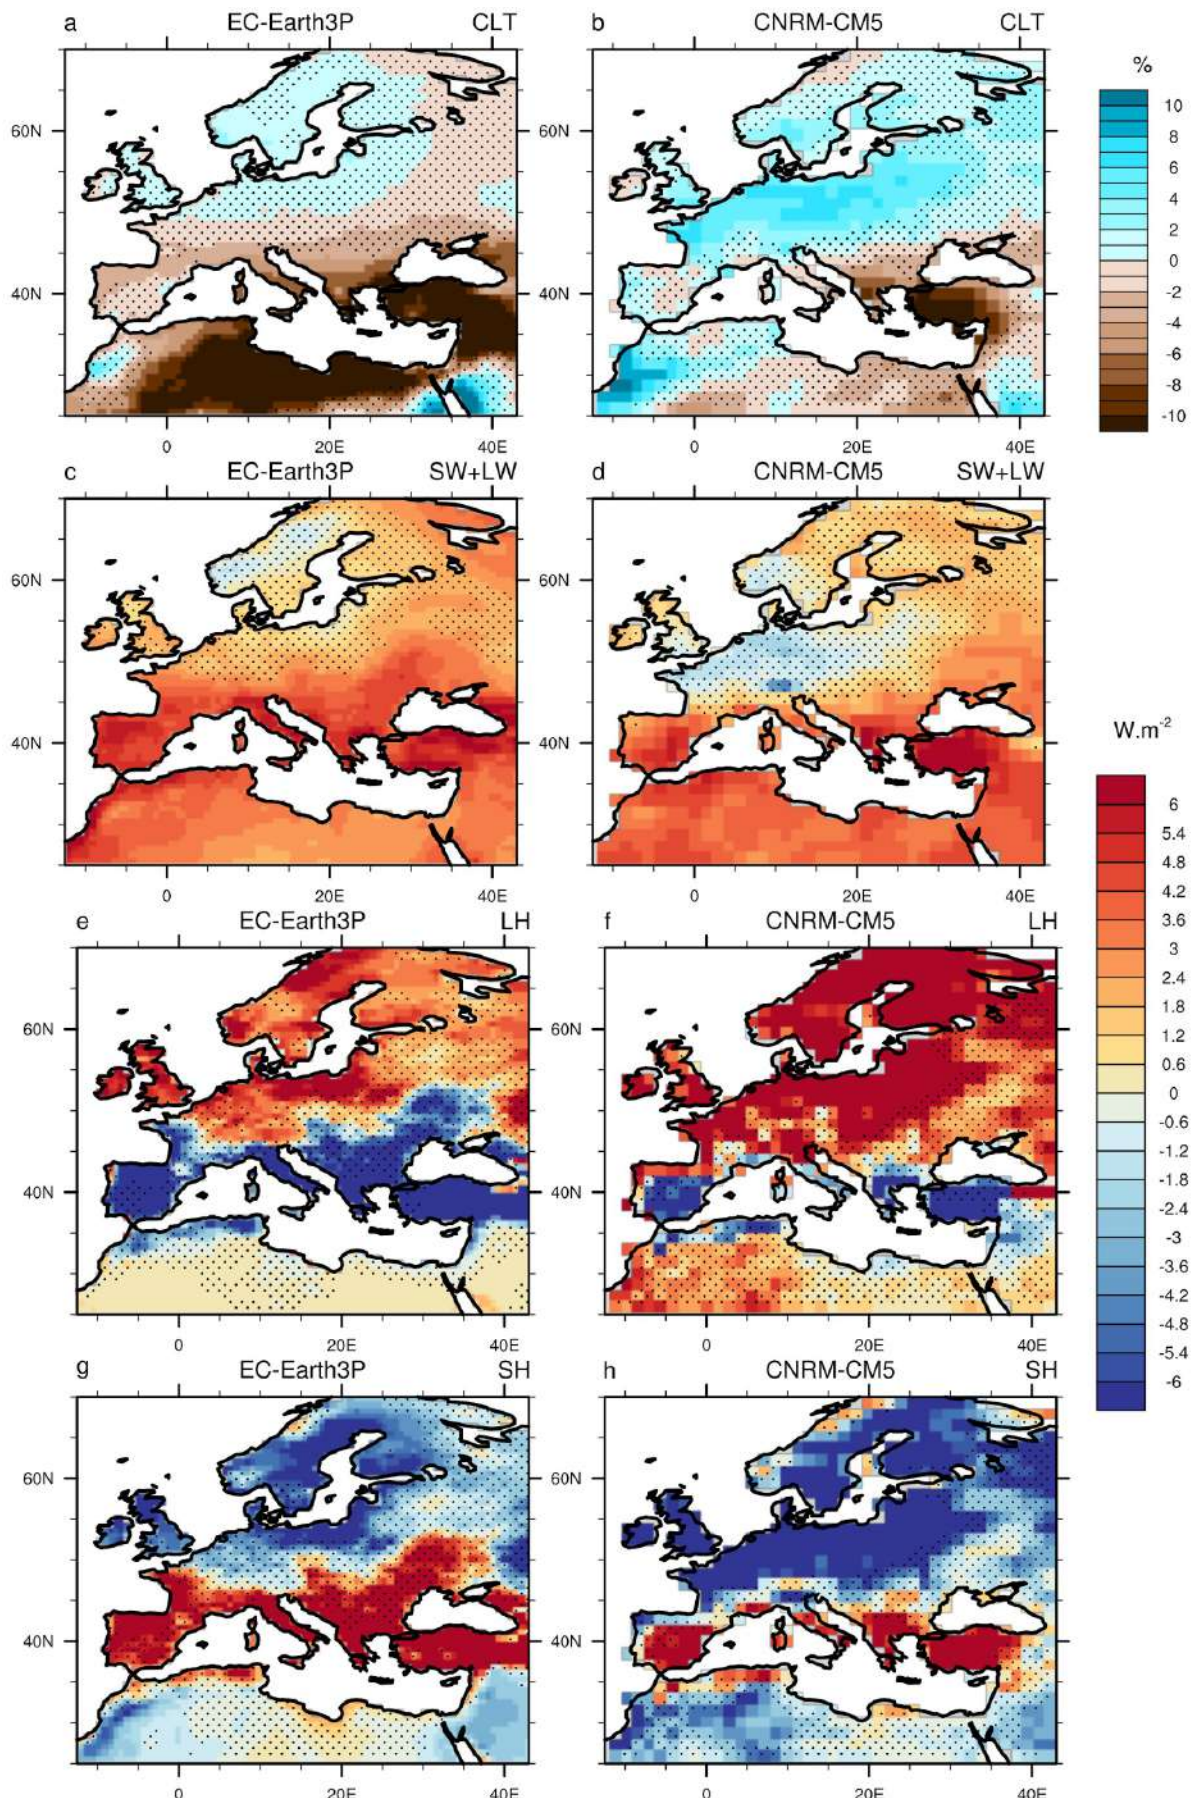 a EC-Earth3P CLT
b CNRM-CM5 CLT
60N
40N
0 20E 40E
60N
40N
0 20E 40E
%
10
8
6
4
2
0
-2
-4
-6
-8
-10
c EC-Earth3P SW+LW
d CNRM-CM5 SW+LW
60N
40N
0 20E 40E
60N
40N
0 20E 40E
W.m-2
6
5.4
4.8
4.2
3.6
3
2.4
1.8
1.2
0.6
0
-0.6
-1.2
-1.8
-2.4
-3
-3.6
-4.2
-4.8
-5.4
-6
e EC-Earth3P LH
f CNRM-CM5 LH
60N
40N
0 20E 40E
60N
40N
0 20E 40E
g EC-Earth3P SH
h CNRM-CM5 SH
60N
40N
0 20E 40E
60N
40N
0 20E 40E